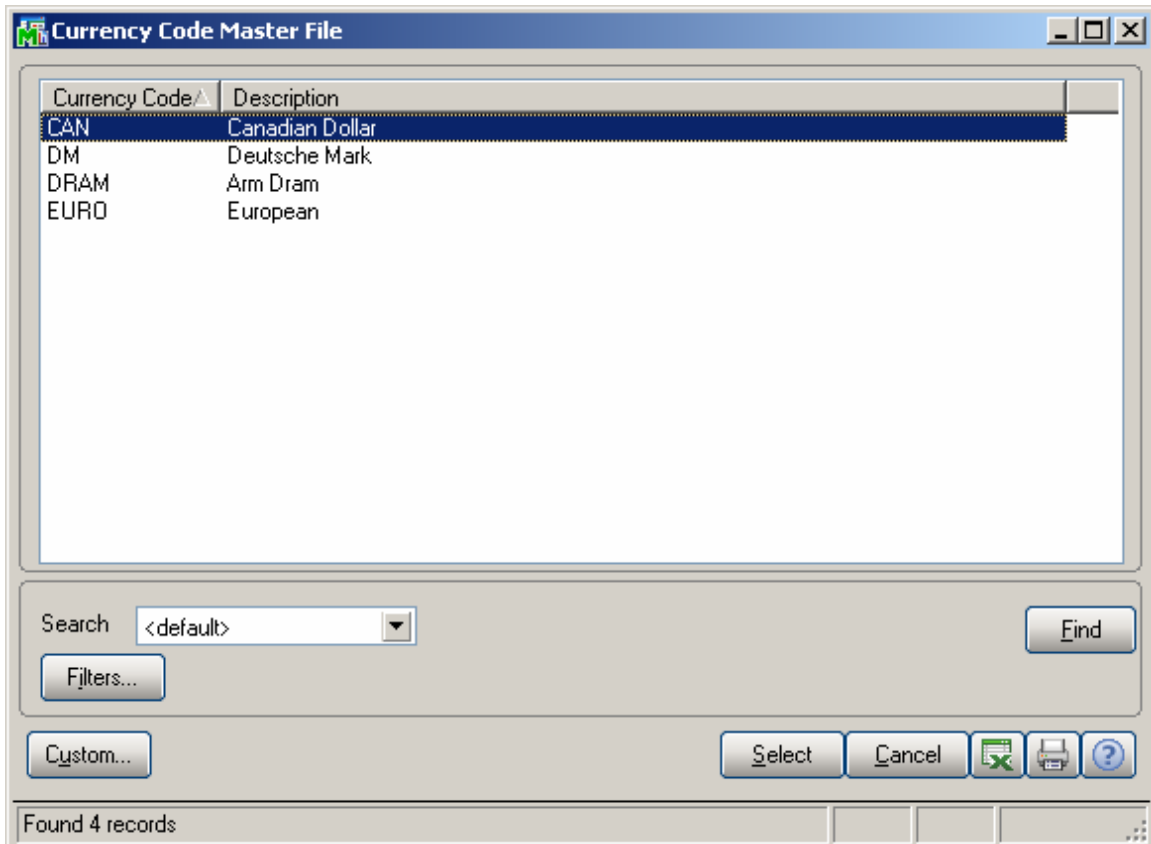 Currency Code Master File
Currency Code Description
CAN Canadian Dollar
DM Deutsche Mark
DRAM Arm Dram
EURO European
Search <default> Find
Filters...
Custom... Select Cancel
Found 4 records